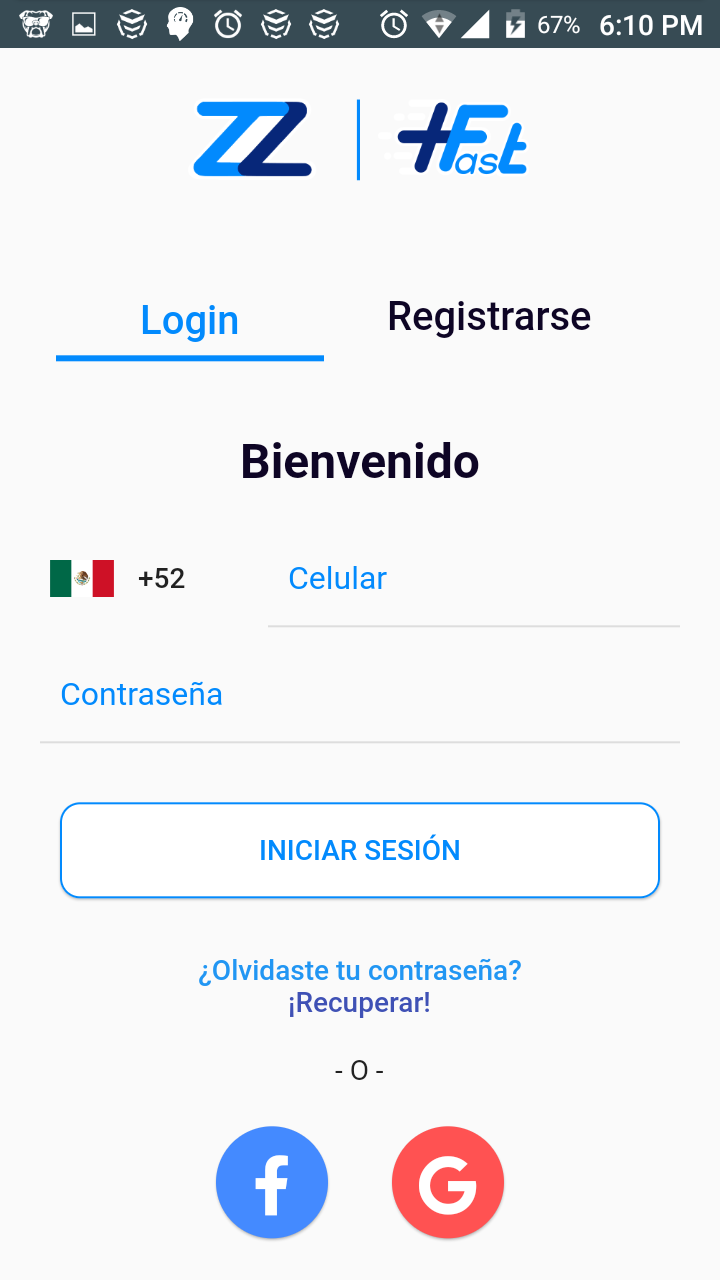 67% 6:10 PM
ZZ +Fast
Login Registrarse
Bienvenido
+52 Celular
Contraseña
INICIAR SESIÓN
¿Olvidaste tu contraseña?
¡Recuperar!
- O -
f G